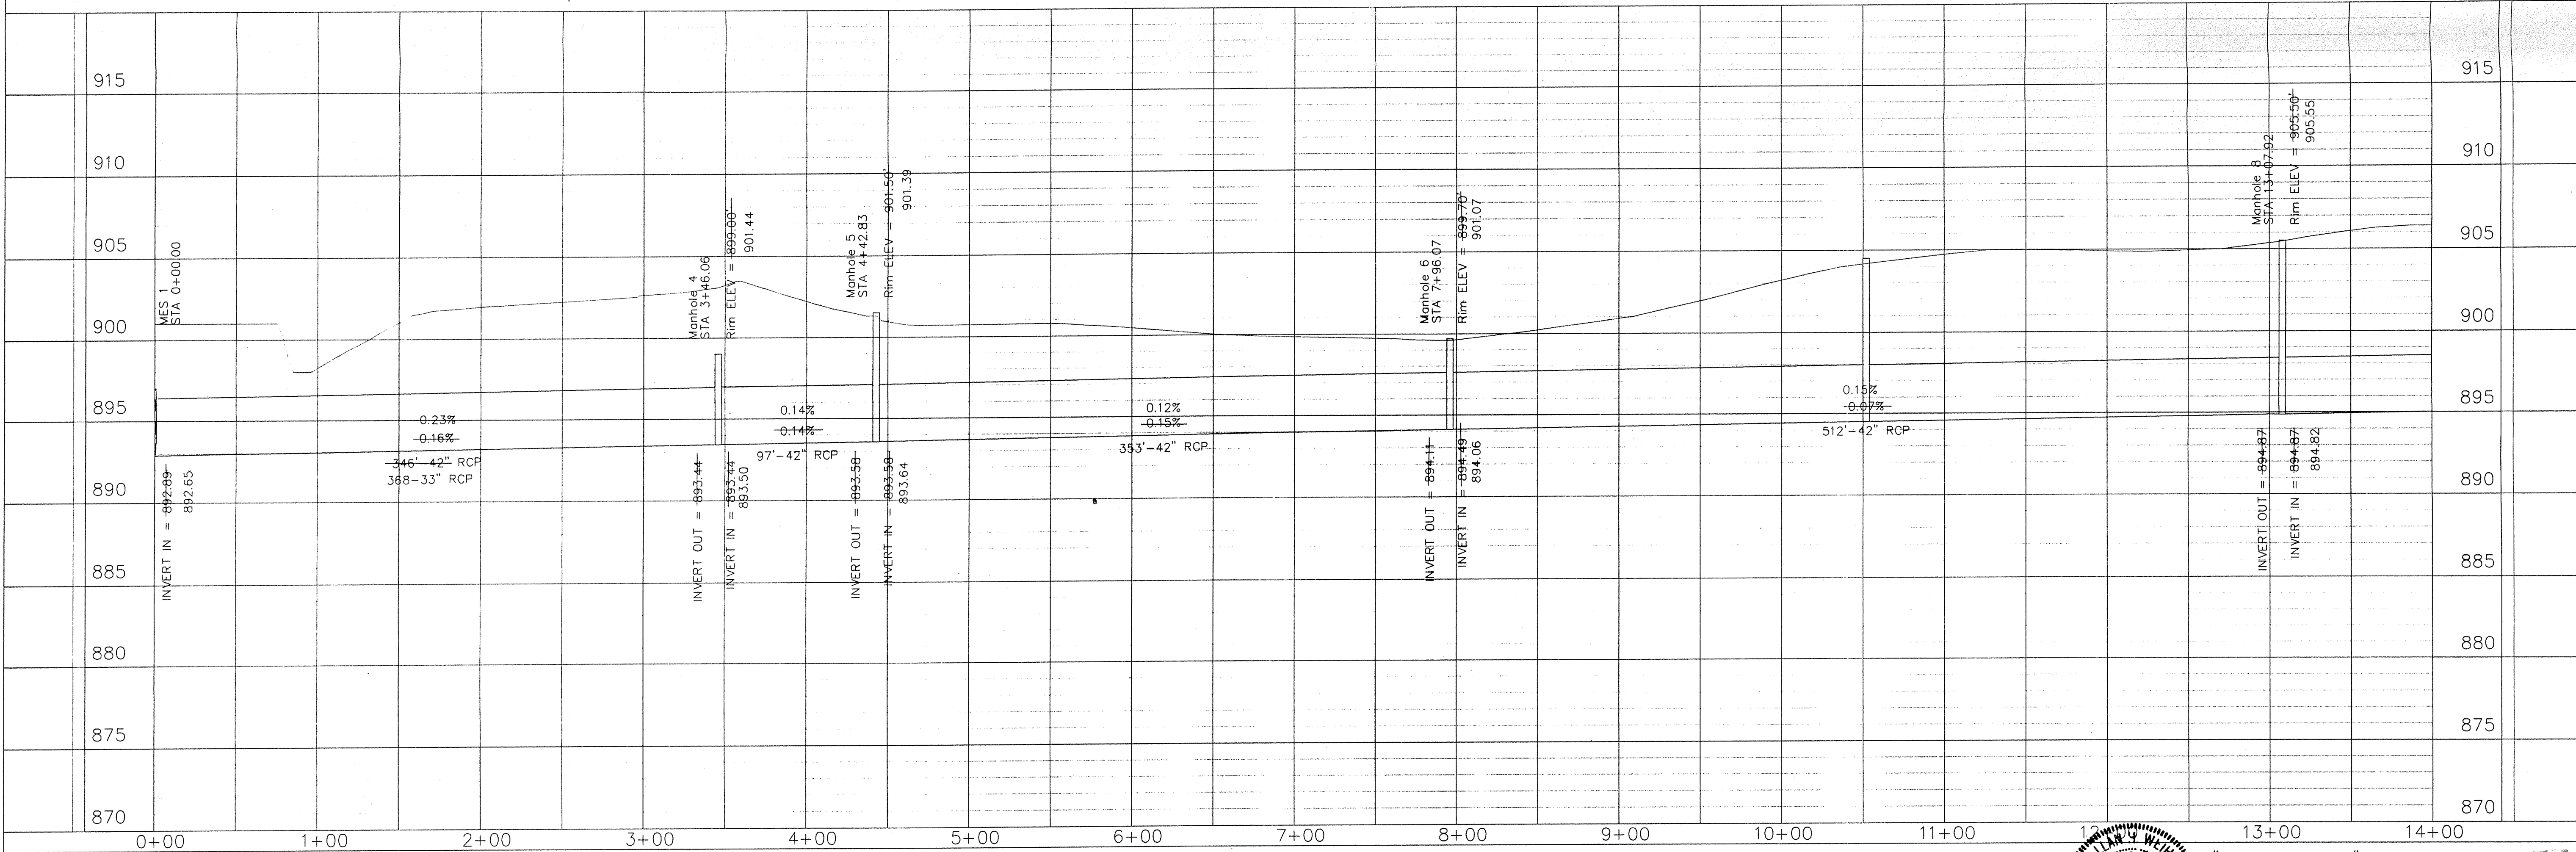 915
910
905
900
895
890
885
880
875
870
915
910
905
900
895
890
885
880
875
870
MES 1
STA 0+00.00
INVERT IN = 892.89
892.65
0.23%
0.16%
346'-42" RCP
368-33" RCP
Manhole 4
STA 3+46.06
Rim ELEV = 899.00'
901.44
INVERT OUT = 893.44
INVERT IN = 893.44
893.50
0.14%
0.14%
97'-42" RCP
Manhole 5
STA 4+42.83
Rim ELEV = 901.50'
901.39
INVERT OUT = 893.58
INVERT IN = 893.58
893.64
0.12%
0.15%
353'-42" RCP
Manhole 6
STA 7+96.07
Rim ELEV = 899.70'
901.07
INVERT OUT = 894.11
INVERT IN = 894.49
894.06
0.15%
0.07%
512'-42" RCP
Manhole 8
STA 13+07.92
Rim ELEV = 905.50'
905.55
INVERT OUT = 894.87
INVERT IN = 894.87
894.82
0+00
1+00
2+00
3+00
4+00
5+00
6+00
7+00
8+00
9+00
10+00
11+00
12+00
13+00
14+00